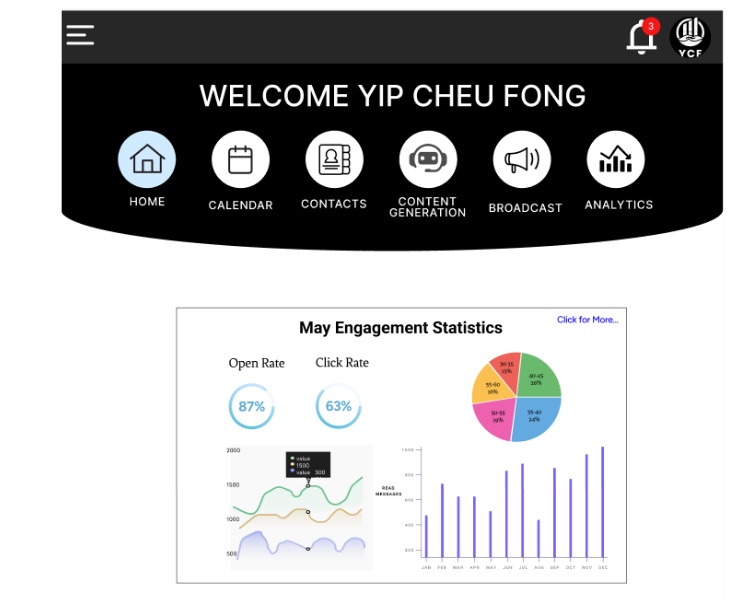 3
YCF
WELCOME YIP CHEU FONG
HOME
CALENDAR
CONTACTS
CONTENT
GENERATION
BROADCAST
ANALYTICS
May Engagement Statistics
Click for More...
Open Rate
Click Rate
87%
63%
30-35
15%
40-45
26%
55-60
16%
50-55
19%
35-40
24%
2000
1500
1000
500
value
1500
value 300
READ
MESSAGES
1000
800
600
400
200
JAN FEB MAR APR MAY JUN JUL AUG SEP OCT NOV DEC